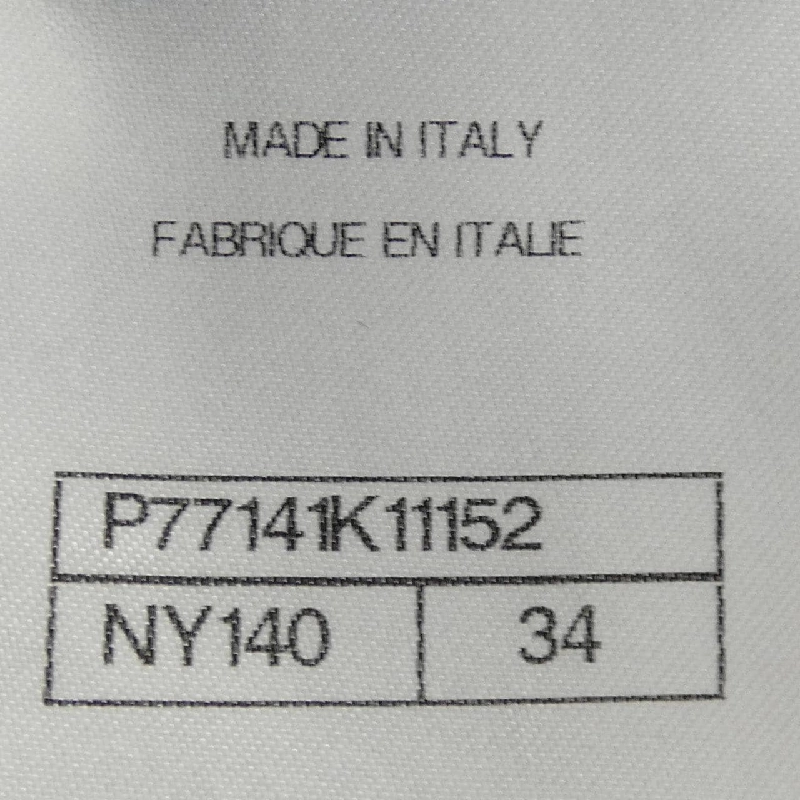 MADE IN ITALY
FABRIQUE EN ITALIE
P77141K11152
NY140 34